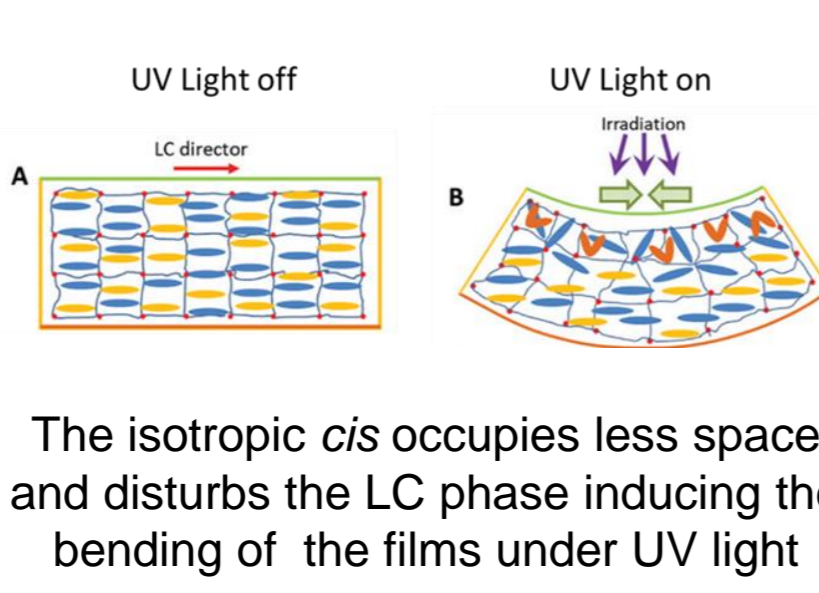 UV Light off
UV Light on
LC director
Irradiation
A
B
The isotropic cis occupies less space
and disturbs the LC phase inducing the
bending of  the films under UV light